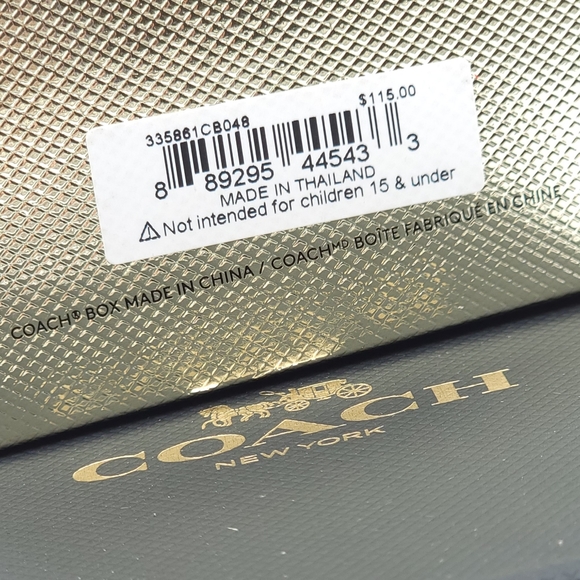 335861CB048
$115.00
8 89295 44543 3
MADE IN THAILAND
⚠Not intended for children 15 & under
COACH® BOX MADE IN CHINA / COACHᴹᴰ BOÎTE FABRIQUÉ EN CHINE
COACH
NEW YORK